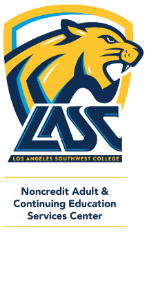 LASC
LOS ANGELES SOUTHWEST COLLEGE
Noncredit Adult &
Continuing Education
Services Center